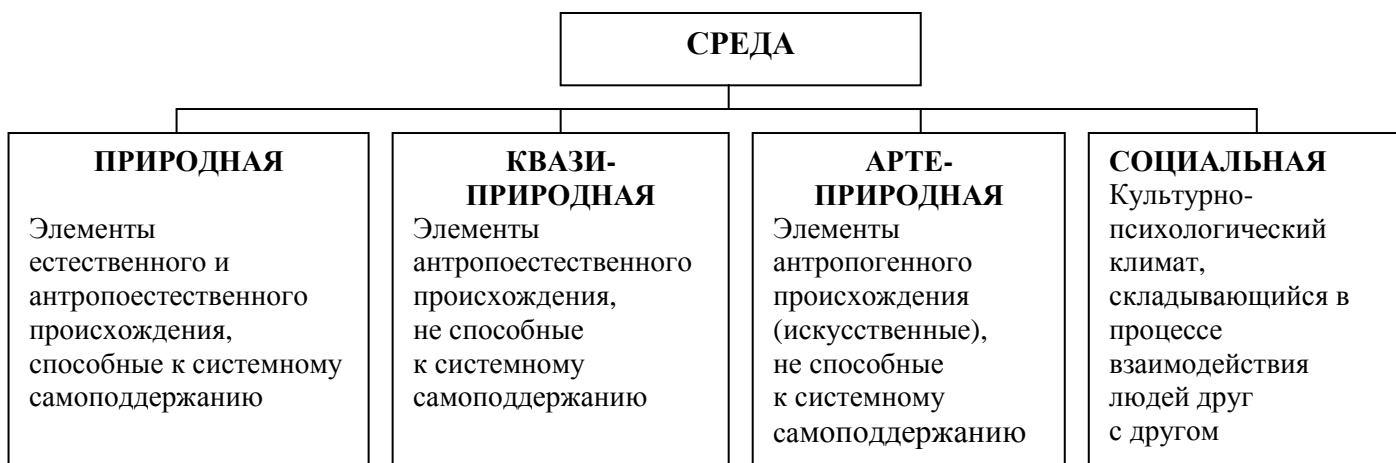 СРЕДА
ПРИРОДНАЯ
Элементы
естественного и
антропоестественного
происхождения,
способные к системному
самоподдержанию
КВАЗИ-
ПРИРОДНАЯ
Элементы
антропоестественного
происхождения,
не способные
к системному
самоподдержанию
АРТЕ-
ПРИРОДНАЯ
Элементы
антропогенного
происхождения
(искусственные),
не способные
к системному
самоподдержанию
СОЦИАЛЬНАЯ
Культурно-
психологический
климат,
складывающийся в
процессе
взаимодействия
людей друг
с другом